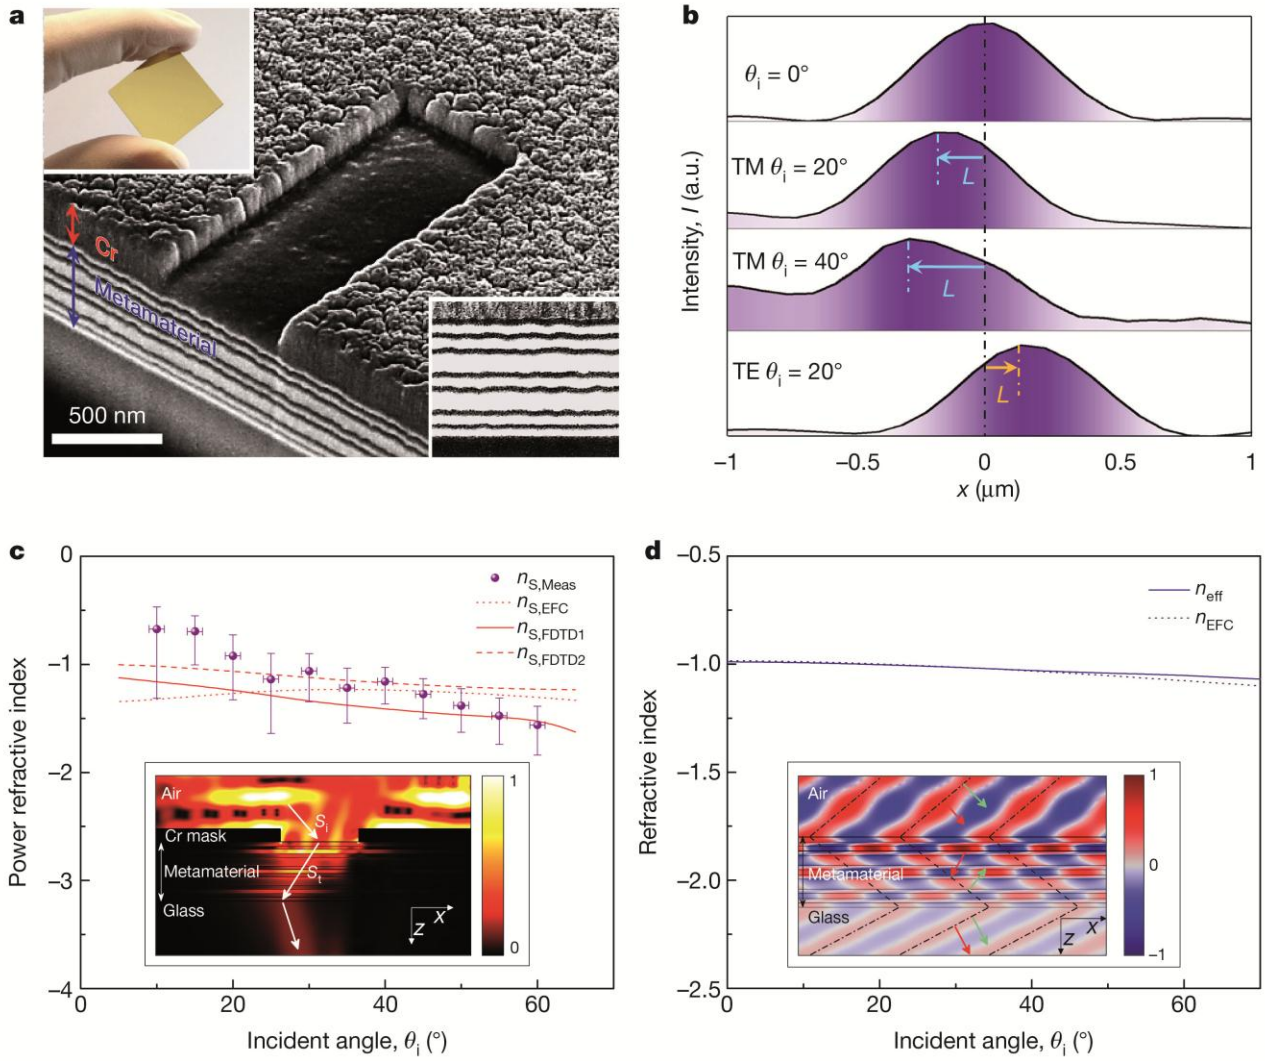 a
Cr
Metamaterial
500 nm
b
Intensity, I (a.u.)
θi = 0°
TM θi = 20°
L
TM θi = 40°
L
TE θi = 20°
L
−1
−0.5
0
0.5
1
x (μm)
c
Power refractive index
0
−1
−2
−3
−4
nS,Meas
nS,EFC
nS,FDTD1
nS,FDTD2
Air
Si
Cr mask
Metamaterial
St
Glass
x
z
1
0
0
20
40
60
Incident angle, θi (°)
d
Refractive index
−0.5
−1.0
−1.5
−2.0
−2.5
neff
nEFC
Air
Metamaterial
Glass
x
z
1
0
−1
0
20
40
60
Incident angle, θi (°)